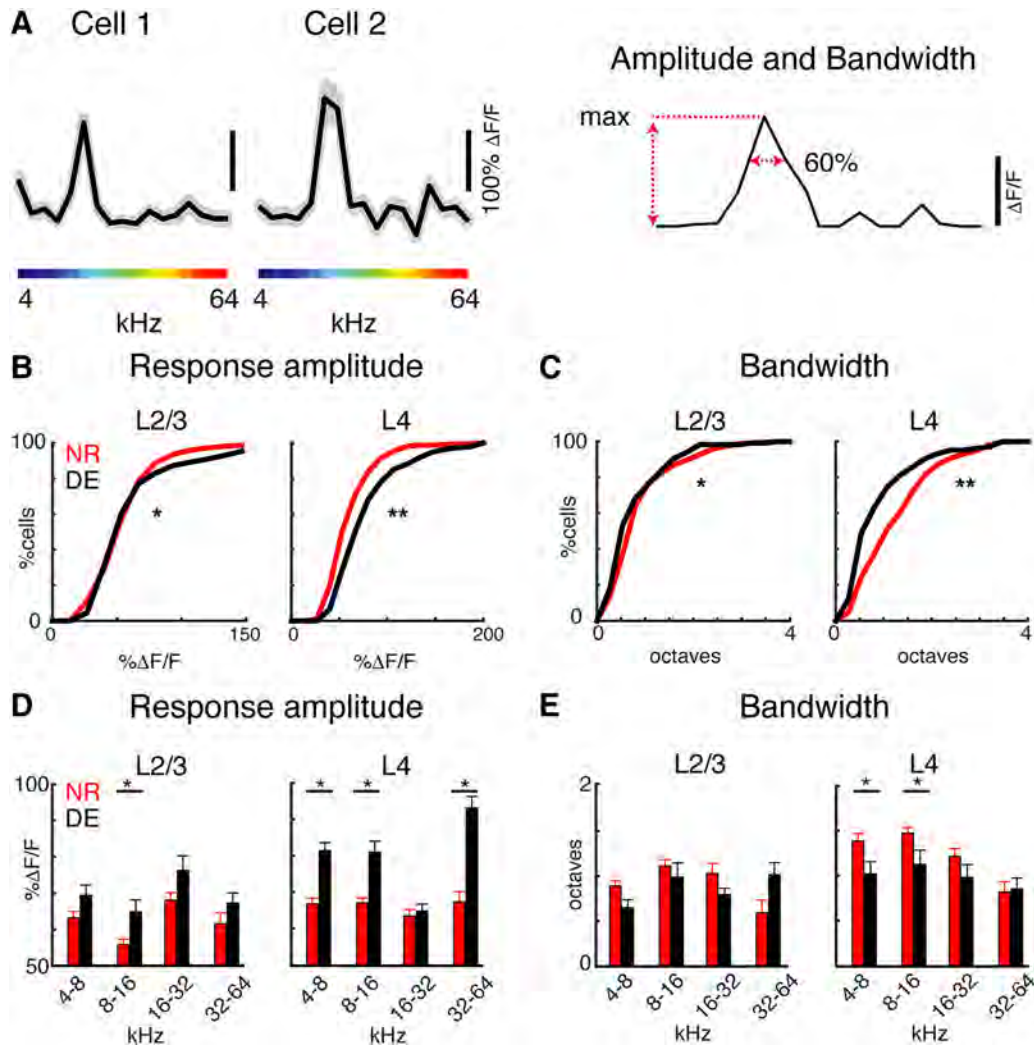 A
Cell 1
Cell 2
100% ΔF/F
4 64
kHz
4 64
kHz
Amplitude and Bandwidth
max
60%
ΔF/F
B
Response amplitude
L2/3
L4
NR
DE
100
%cells
0
*
**
0 150
%ΔF/F
0 200
%ΔF/F
C
Bandwidth
L2/3
L4
100
%cells
0
*
**
0 4
octaves
0 4
octaves
D
Response amplitude
L2/3
L4
NR
DE
100
%ΔF/F
50
*
* * *
4-8 8-16 16-32 32-64
kHz
4-8 8-16 16-32 32-64
kHz
E
Bandwidth
L2/3
L4
2
octaves
0
* *
4-8 8-16 16-32 32-64
kHz
4-8 8-16 16-32 32-64
kHz